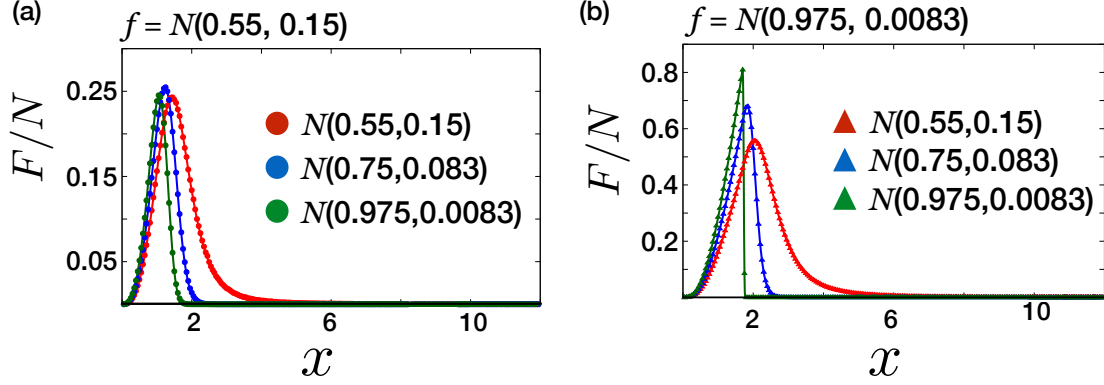 (a)
f = N(0.55, 0.15)
F/N
0.25
0.15
0.05
N(0.55,0.15)
N(0.75,0.083)
N(0.975,0.0083)
2
6
10
x
(b)
f = N(0.975, 0.0083)
F/N
0.8
0.6
0.4
0.2
N(0.55,0.15)
N(0.75,0.083)
N(0.975,0.0083)
2
6
10
x